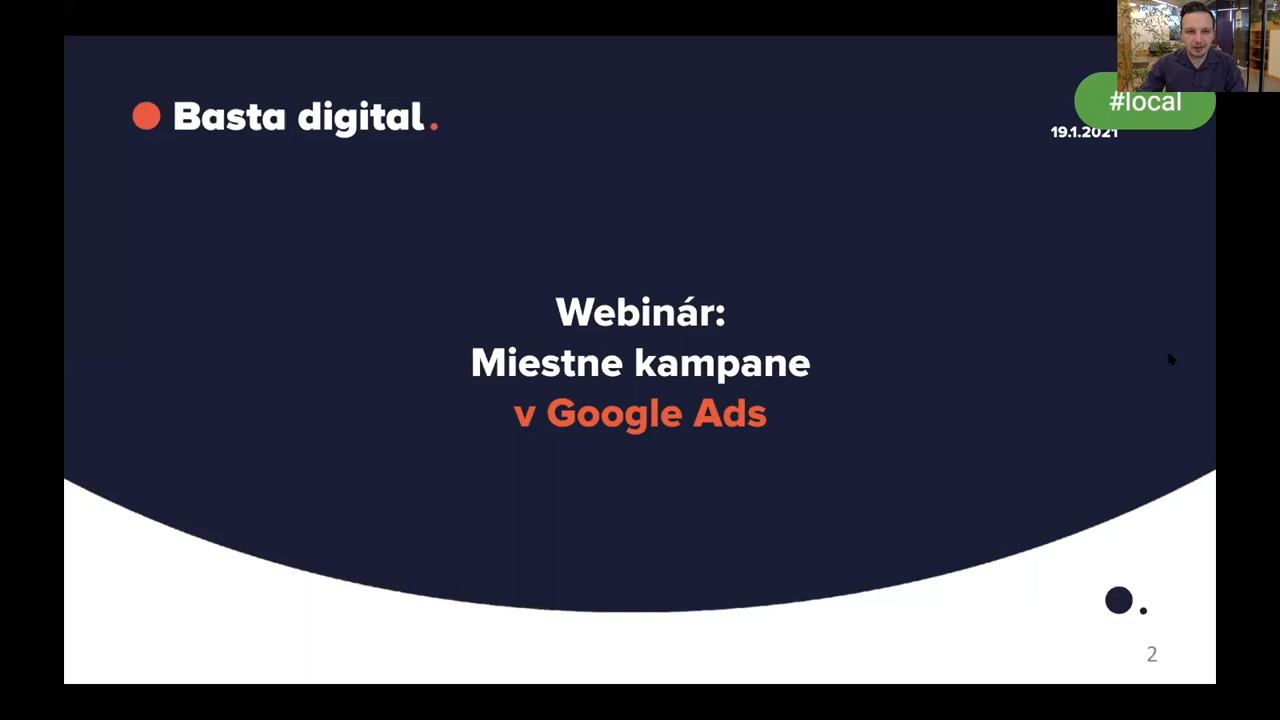 Basta digital.
#local
19.1.2021
Webinár:
Miestne kampane
v Google Ads
2